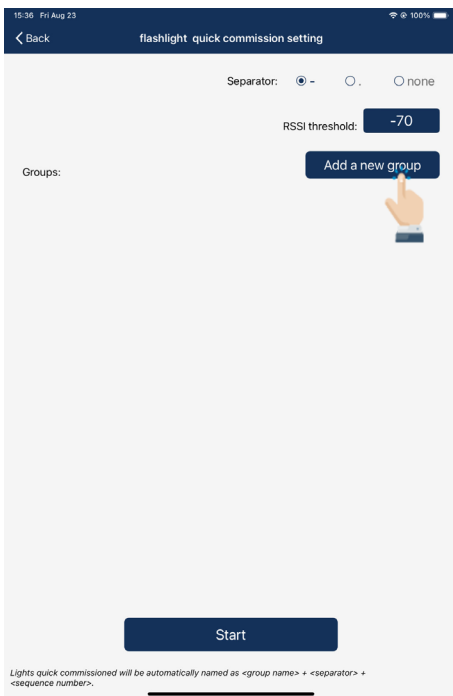 15:36 Fri Aug 23
100%
Back
flashlight quick commission setting
Separator: - . none
RSSI threshold: -70
Groups:
Add a new group
Start
Lights quick commissioned will be automatically named as <group name> + <separator> +
<sequence number>.